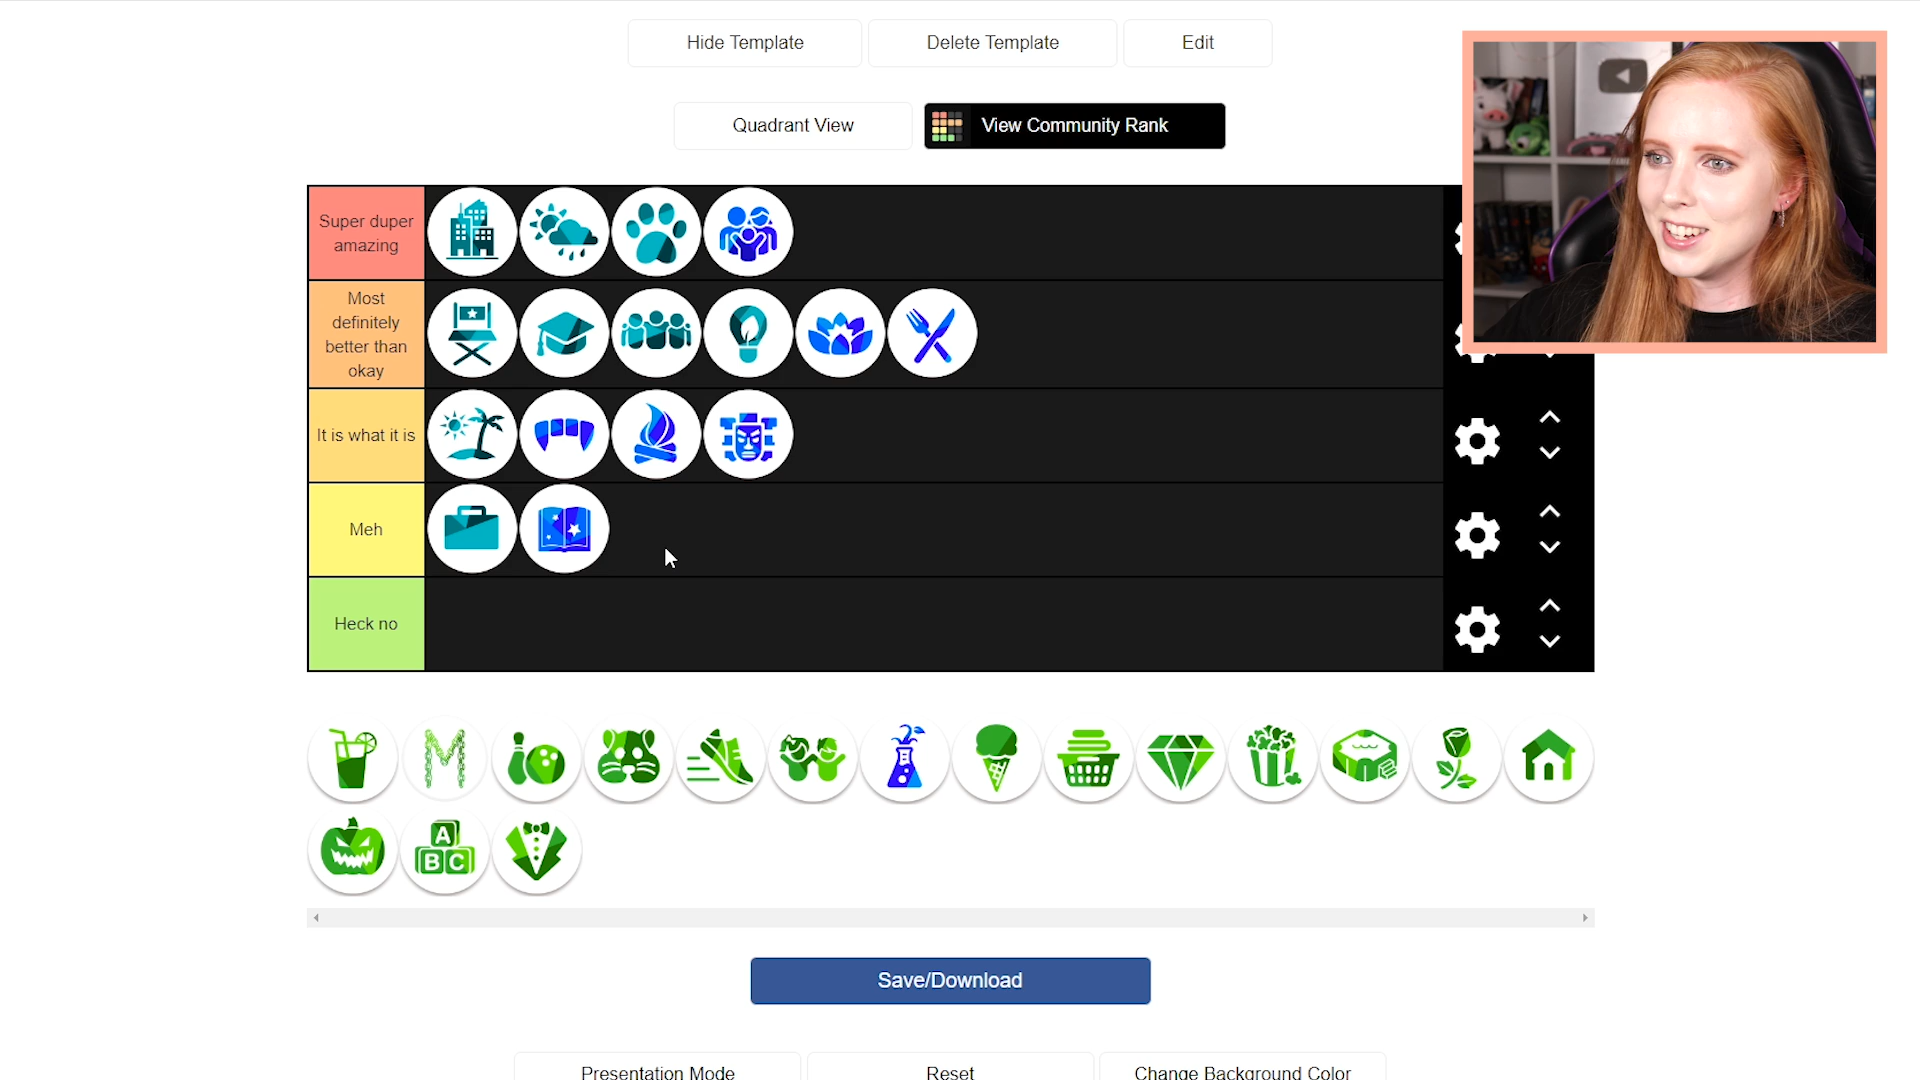 Hide Template
Delete Template
Edit
Quadrant View
View Community Rank
Super duper
amazing
Most
definitely
better than
okay
It is what it is
Meh
Heck no
M
A
B C
Save/Download
Presentation Mode
Reset
Change Background Color